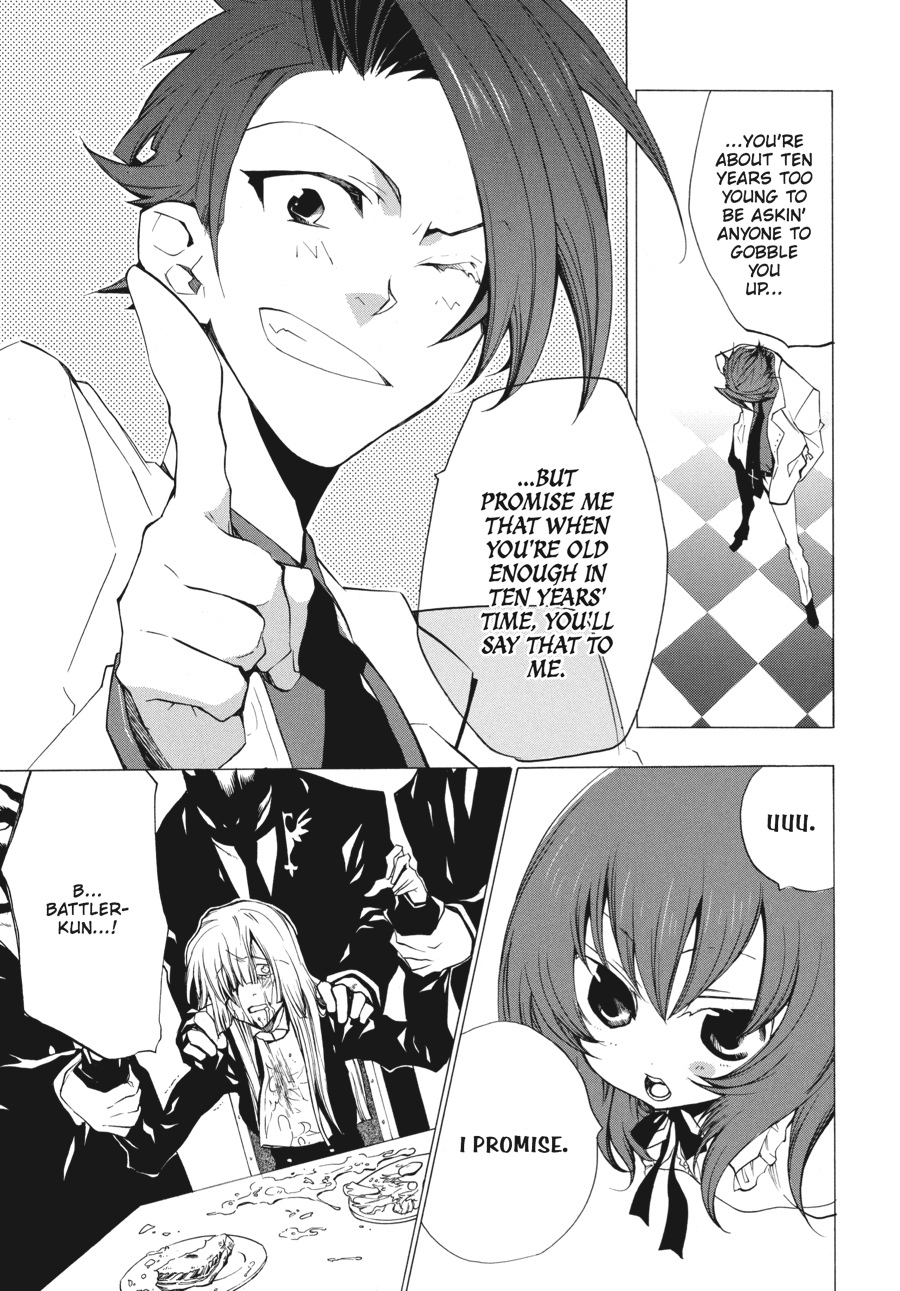 ...YOU'RE
ABOUT TEN
YEARS TOO
YOUNG TO
BE ASKIN'
ANYONE TO
GOBBLE
YOU
UP...
...BUT
PROMISE ME
THAT WHEN
YOU'RE OLD
ENOUGH IN
TEN YEARS'
TIME, YOU'LL
SAY THAT TO
ME.
UUU.
I PROMISE.
B...
BATTLER-
KUN...!